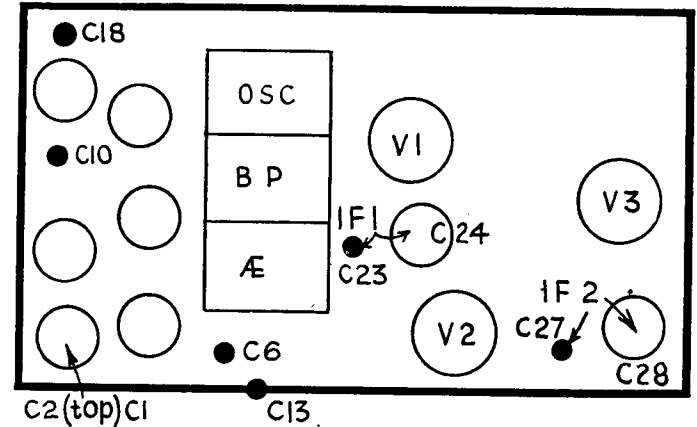 C18
OSC
V1
C10
BP
V3
IF1
C24
Æ
C23
IF2
C27
V2
C6
C28
C2(top)C1
C13